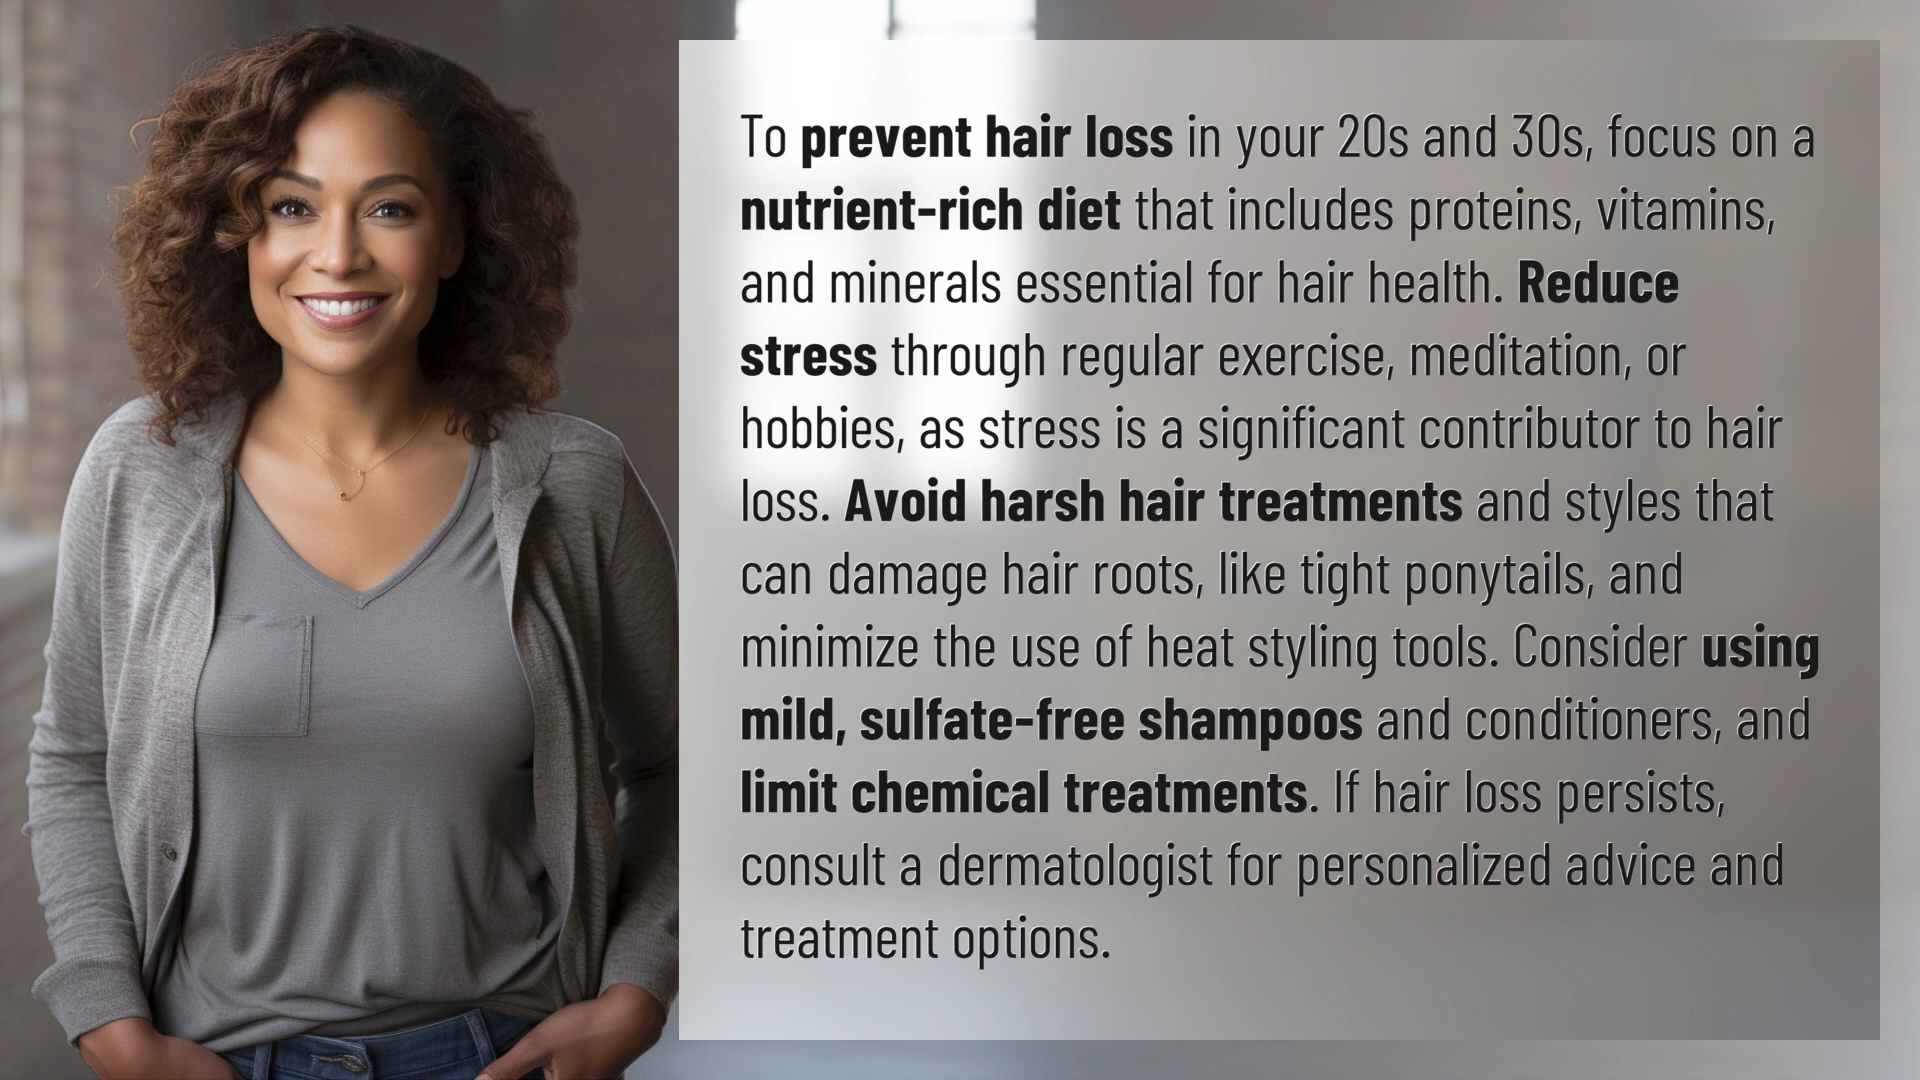 To prevent hair loss in your 20s and 30s, focus on a
nutrient-rich diet that includes proteins, vitamins,
and minerals essential for hair health. Reduce
stress through regular exercise, meditation, or
hobbies, as stress is a significant contributor to hair
loss. Avoid harsh hair treatments and styles that
can damage hair roots, like tight ponytails, and
minimize the use of heat styling tools. Consider using
mild, sulfate-free shampoos and conditioners, and
limit chemical treatments. If hair loss persists,
consult a dermatologist for personalized advice and
treatment options.